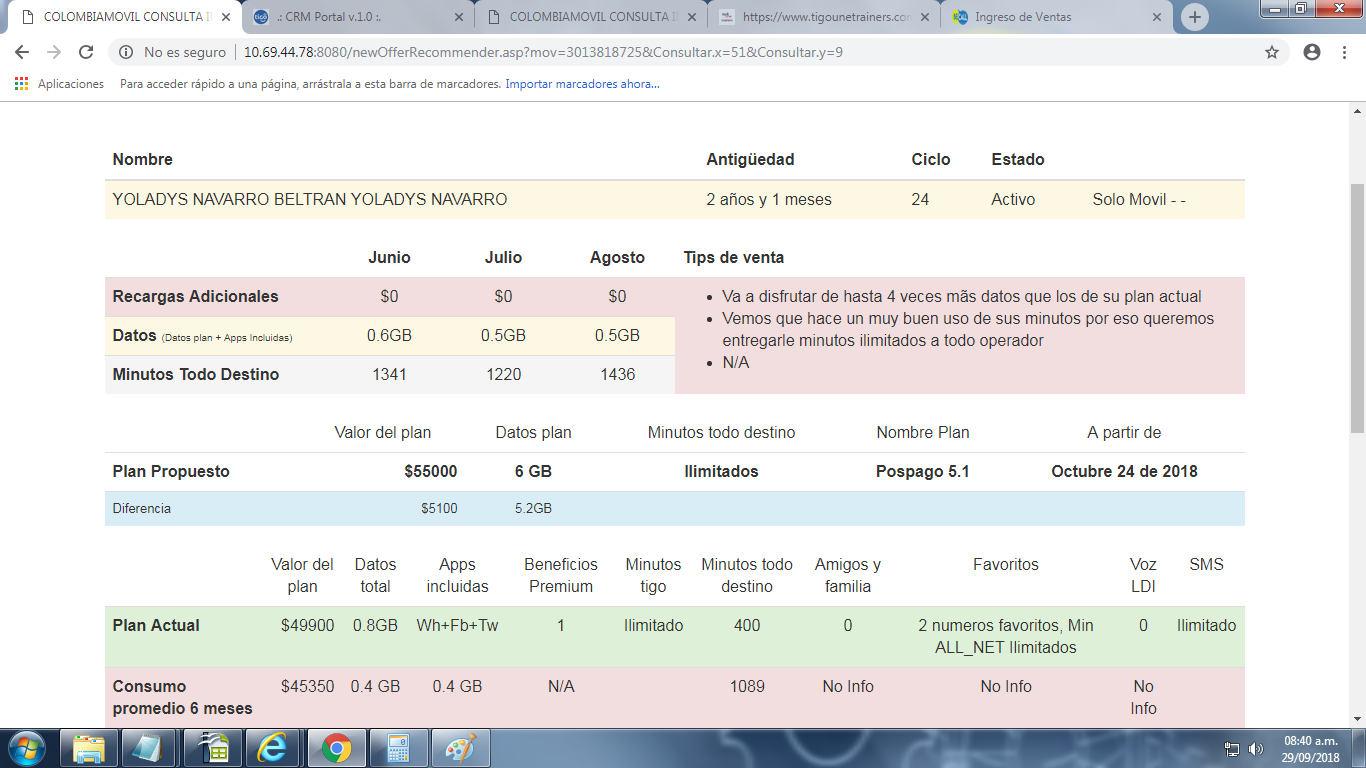 COLOMBIAMOVIL CONSULTA I
.: CRM Portal v.1.0 :.
COLOMBIAMOVIL CONSULTA I
https://www.tigounetrainers.co
Ingreso de Ventas
No es seguro
10.69.44.78:8080/newOfferRecommender.asp?mov=3013818725&Consultar.x=51&Consultar.y=9
Aplicaciones
Para acceder rápido a una página, arrástrala a esta barra de marcadores. Importar marcadores ahora...
Nombre Antigüedad Ciclo Estado
YOLADYS NAVARRO BELTRAN YOLADYS NAVARRO 2 años y 1 meses 24 Activo Solo Movil - -
Junio Julio Agosto Tips de venta
Recargas Adicionales $0 $0 $0
Datos (Datos plan + Apps Incluidas) 0.6GB 0.5GB 0.5GB
Minutos Todo Destino 1341 1220 1436
• Va a disfrutar de hasta 4 veces mãs datos que los de su plan actual
• Vemos que hace un muy buen uso de sus minutos por eso queremos
entregarle minutos ilimitados a todo operador
• N/A
Valor del plan Datos plan Minutos todo destino Nombre Plan A partir de
Plan Propuesto $55000 6 GB Ilimitados Pospago 5.1 Octubre 24 de 2018
Diferencia $5100 5.2GB
Valor del Datos Apps Beneficios Minutos Minutos todo Amigos y Favoritos Voz SMS
plan total incluidas Premium tigo destino familia LDI
Plan Actual $49900 0.8GB Wh+Fb+Tw 1 Ilimitado 400 0 2 numeros favoritos, Min 0 Ilimitado
ALL_NET Ilimitados
Consumo $45350 0.4 GB 0.4 GB N/A 1089 No Info No Info No
promedio 6 meses Info
08:40 a.m.
29/09/2018